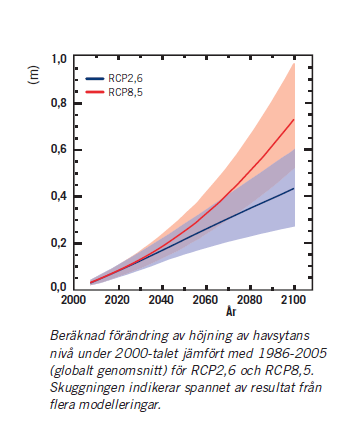 1,0
(m)
RCP2,6
RCP8,5
0,8
0,6
0,4
0,2
0,0
2000 2020 2040 2060 2080 2100
År
Beräknad förändring av höjning av havsytans
nivå under 2000-talet jämfört med 1986-2005
(globalt genomsnitt) för RCP2,6 och RCP8,5.
Skuggningen indikerar spannet av resultat från
flera modelleringar.